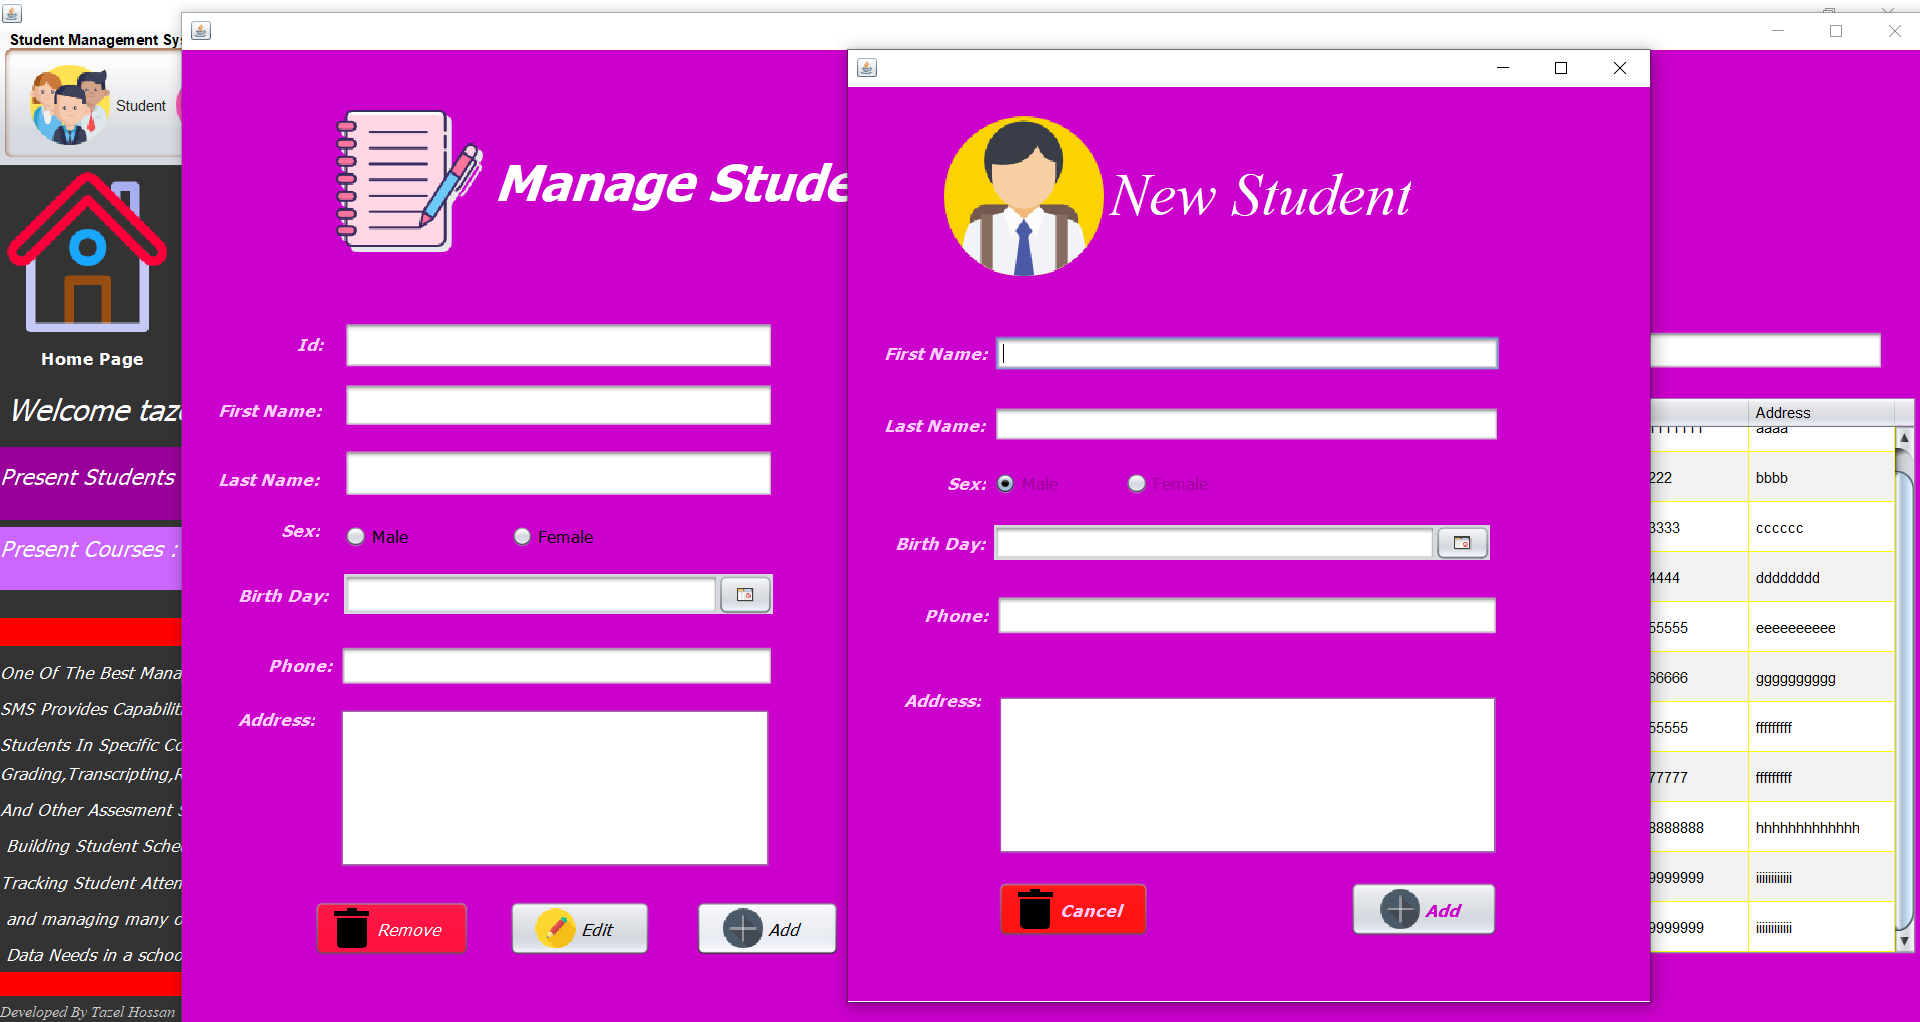 Student Management Sy
Student
Home Page
Welcome taz
Present Students
Present Courses :
One Of The Best Mana
SMS Provides Capabilit
Students In Specific Co
Grading,Transcripting,R
And Other Assesment S
Building Student Sche
Tracking Student Atten
and managing many o
Data Needs in a schoo
Developed By Tazel Hossan
Manage Stude
Id:
First Name:
Last Name:
Sex: Male Female
Birth Day:
Phone:
Address:
Remove Edit Add
New Student
First Name:
Last Name:
Sex: Male Female
Birth Day:
Phone:
Address:
Cancel Add
Address
aaaa
222 bbbb
3333 cccccc
4444 dddddddd
55555 eeeeeeeeee
66666 gggggggggg
55555 fffffffff
77777 fffffffff
8888888 hhhhhhhhhhhhh
9999999 iiiiiiiiiiii
9999999 iiiiiiiiiiii